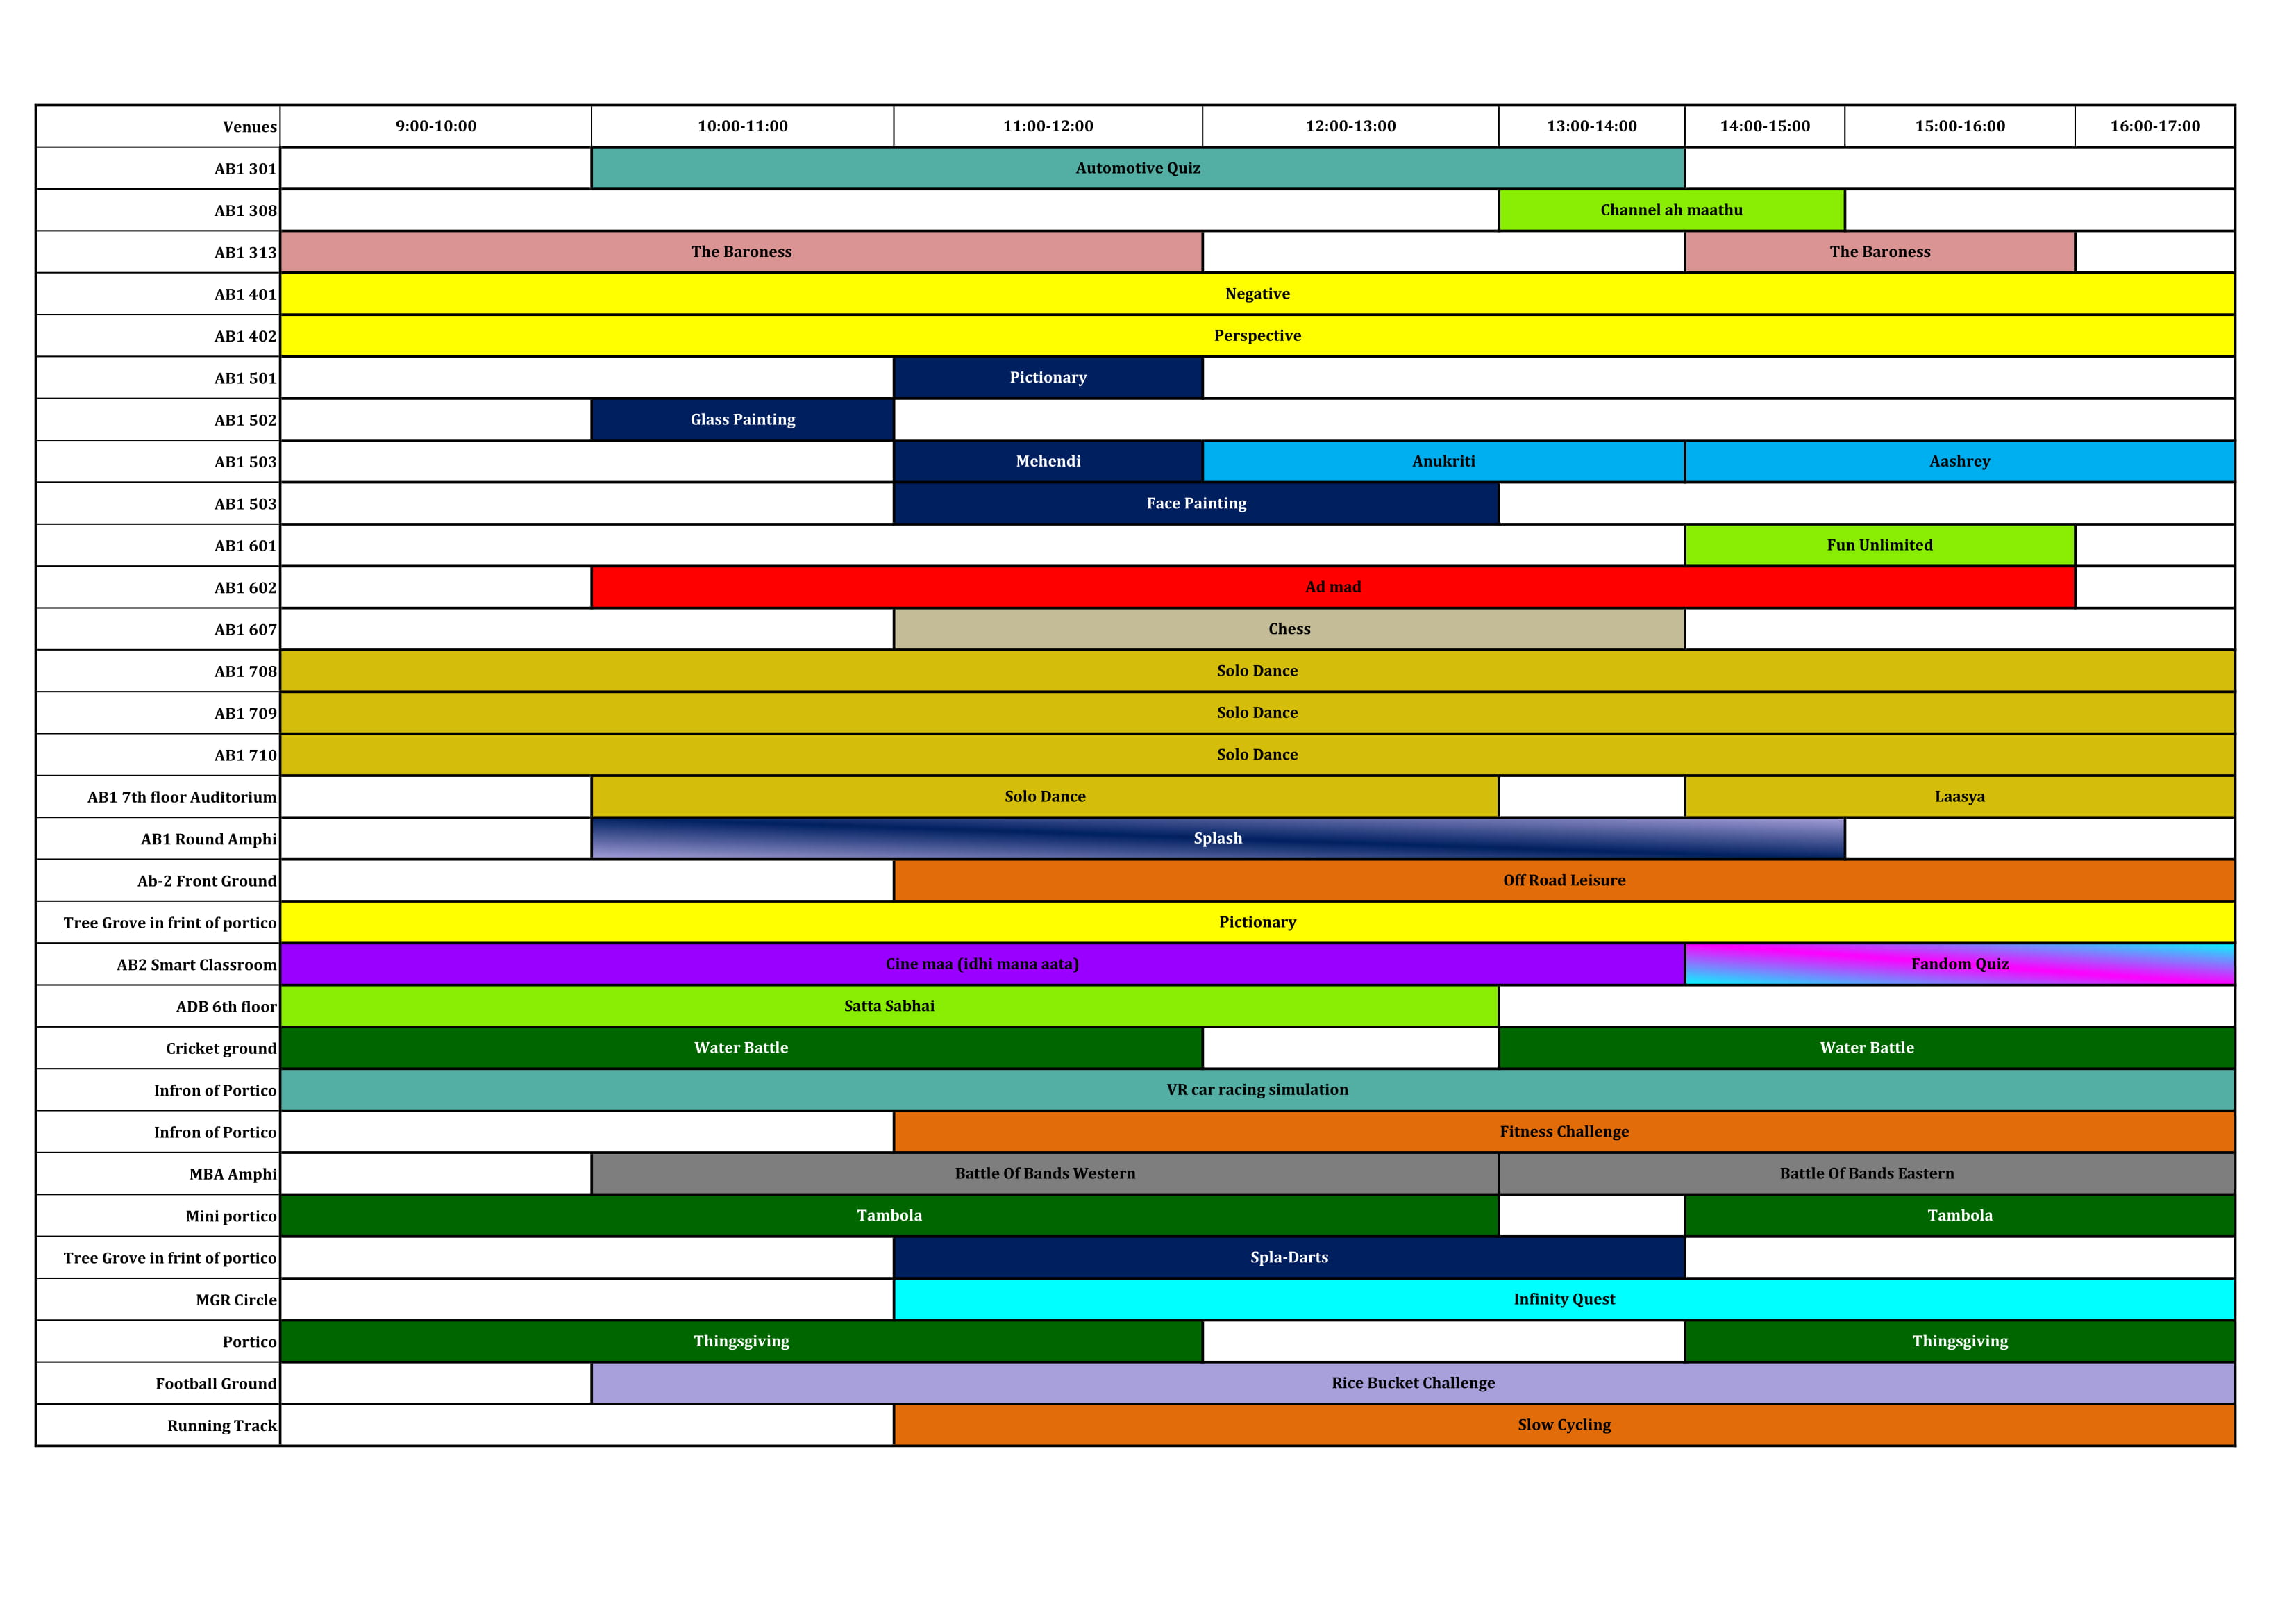 Venues 9:00-10:00 10:00-11:00 11:00-12:00 12:00-13:00 13:00-14:00 14:00-15:00 15:00-16:00 16:00-17:00
AB1 301 Automotive Quiz
AB1 308 Channel ah maathu
AB1 313 The Baroness The Baroness
AB1 401 Negative
AB1 402 Perspective
AB1 501 Pictionary
AB1 502 Glass Painting
AB1 503 Mehendi Anukriti Aashrey
AB1 503 Face Painting
AB1 601 Fun Unlimited
AB1 602 Ad mad
AB1 607 Chess
AB1 708 Solo Dance
AB1 709 Solo Dance
AB1 710 Solo Dance
AB1 7th floor Auditorium Solo Dance Laasya
AB1 Round Amphi Splash
Ab-2 Front Ground Off Road Leisure
Tree Grove in frint of portico Pictionary
AB2 Smart Classroom Cine maa (idhi mana aata) Fandom Quiz
ADB 6th floor Satta Sabhai
Cricket ground Water Battle Water Battle
Infron of Portico VR car racing simulation
Infron of Portico Fitness Challenge
MBA Amphi Battle Of Bands Western Battle Of Bands Eastern
Mini portico Tambola Tambola
Tree Grove in frint of portico Spla-Darts
MGR Circle Infinity Quest
Portico Thingsgiving Thingsgiving
Football Ground Rice Bucket Challenge
Running Track Slow Cycling